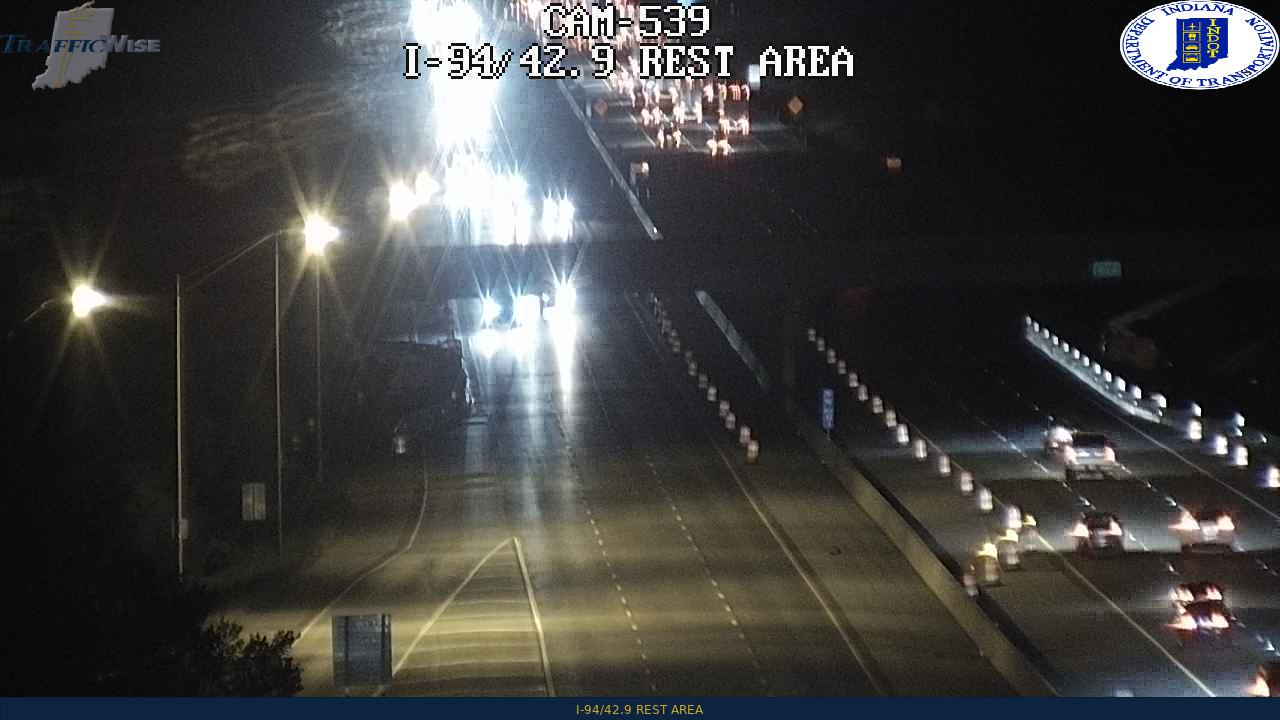 CAM-539
I-94/42.9 REST AREA
TRAFFICWISE
INDIANA
DEPARTMENT OF TRANSPORTATION
INDOT
I-94/42.9 REST AREA